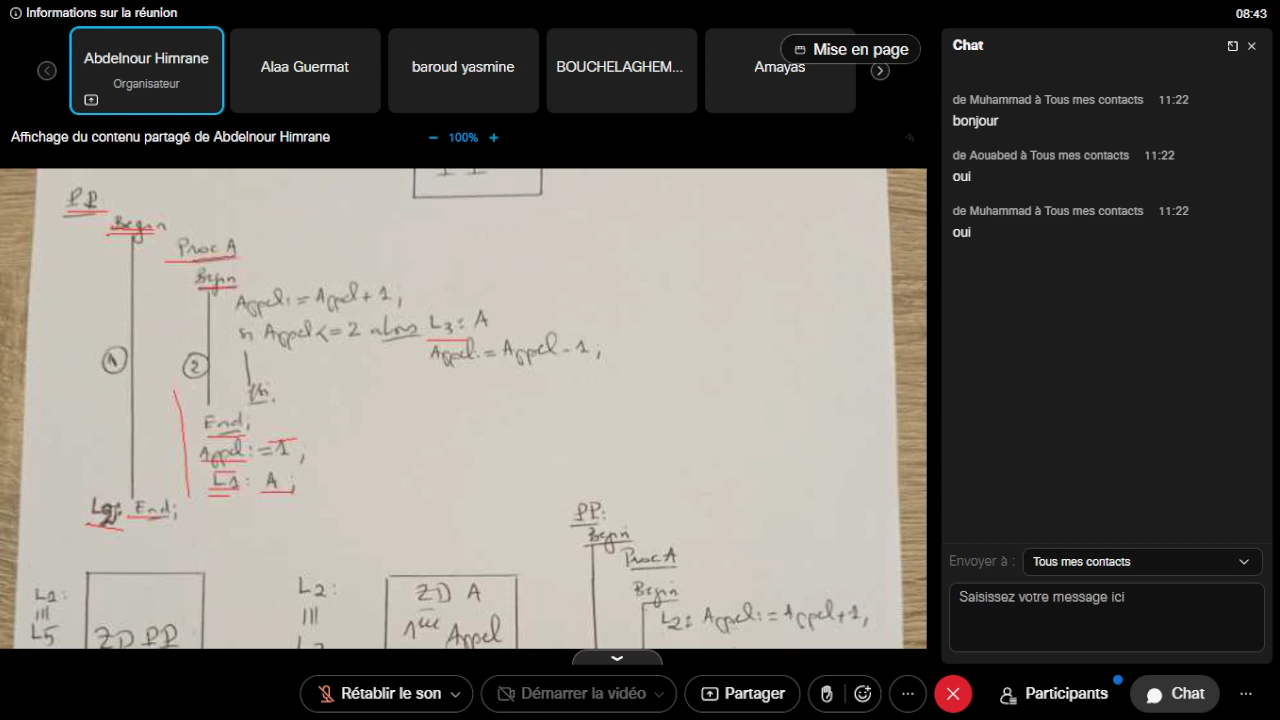 Informations sur la réunion
08:43
Abdelnour Himrane
Organisateur
Alaa Guermat
baroud yasmine
BOUCHELAGHEM...
Amayas
Mise en page
Affichage du contenu partagé de Abdelnour Himrane
100%
PP
Begin
Proc A
Begin
Appel:=Appel+1;
si Appel<=2 alors L3: A
Appel:=Appel-1;
1
2
fsi.
End;
Appel:=1;
L1: A;
L2: End;
PP:
Begin
Proc A
Begin
L2: Appel:=Appel+1;
L1:
L5
ZD PP
L2:
ZD A
1ere Appel
Chat
de Muhammad à Tous mes contacts 11:22
bonjour
de Aouabed à Tous mes contacts 11:22
oui
de Muhammad à Tous mes contacts 11:22
oui
Envoyer à :
Tous mes contacts
Saisissez votre message ici
Rétablir le son
Démarrer la vidéo
Partager
Participants
Chat